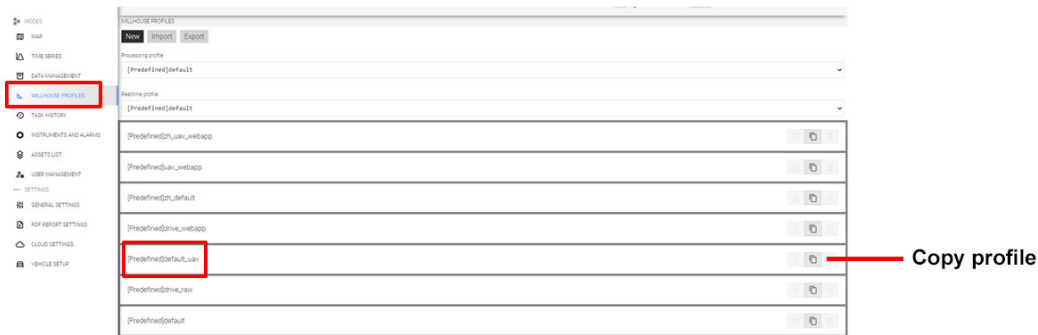 MODES
MAP
TIME SERIES
DATA MANAGEMENT
MILLHOUSE PROFILES
TASK HISTORY
INSTRUMENTS AND ALARMS
ASSETS LIST
USER MANAGEMENT
SETTINGS
GENERAL SETTINGS
PDF REPORT SETTINGS
CLOUD SETTINGS
VEHICLE SETUP
MILLHOUSE PROFILES
New Import Export
Processing profile
[Predefined]default
Realtime profile
[Predefined]default
[Predefined]zh_uav_webapp
[Predefined]uav_webapp
[Predefined]zh_default
[Predefined]drive_webapp
[Predefined]default_uav
Copy profile
[Predefined]drive_raw
[Predefined]default